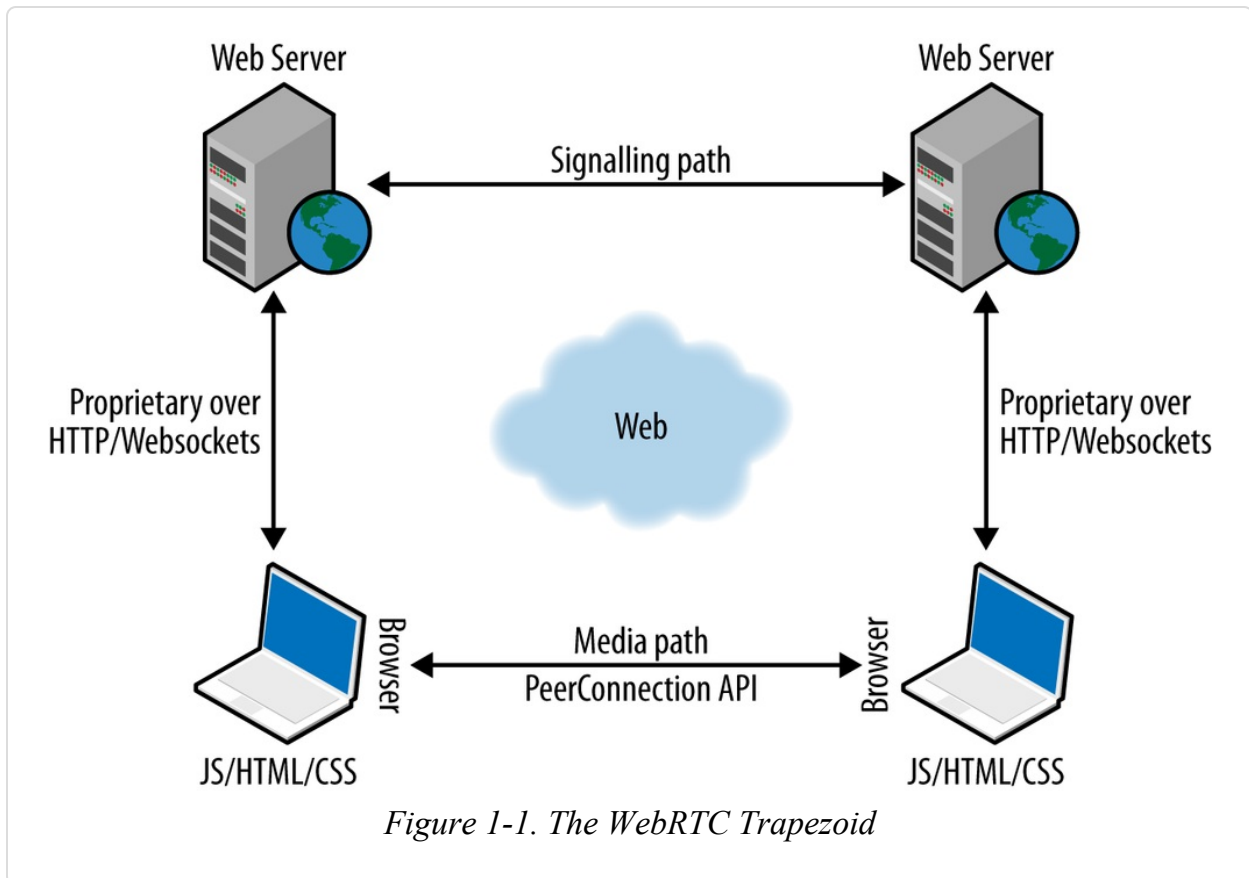 Web Server
Web Server
Signalling path
Proprietary over
HTTP/Websockets
Web
Proprietary over
HTTP/Websockets
Browser
Media path
PeerConnection API
Browser
JS/HTML/CSS
JS/HTML/CSS
Figure 1-1. The WebRTC Trapezoid